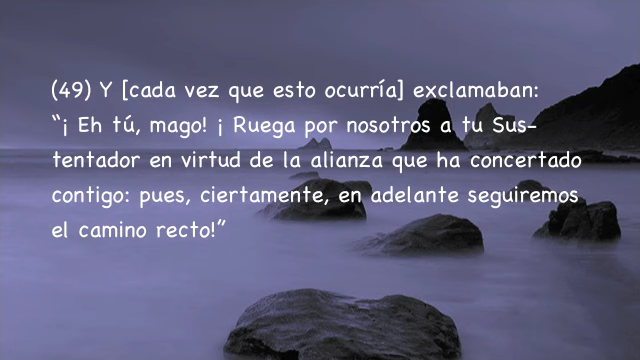 (49) Y [cada vez que esto ocurría] exclamaban:
“¡ Eh tú, mago! ¡ Ruega por nosotros a tu Sus-
tentador en virtud de la alianza que ha concertado
contigo: pues, ciertamente, en adelante seguiremos
el camino recto!”